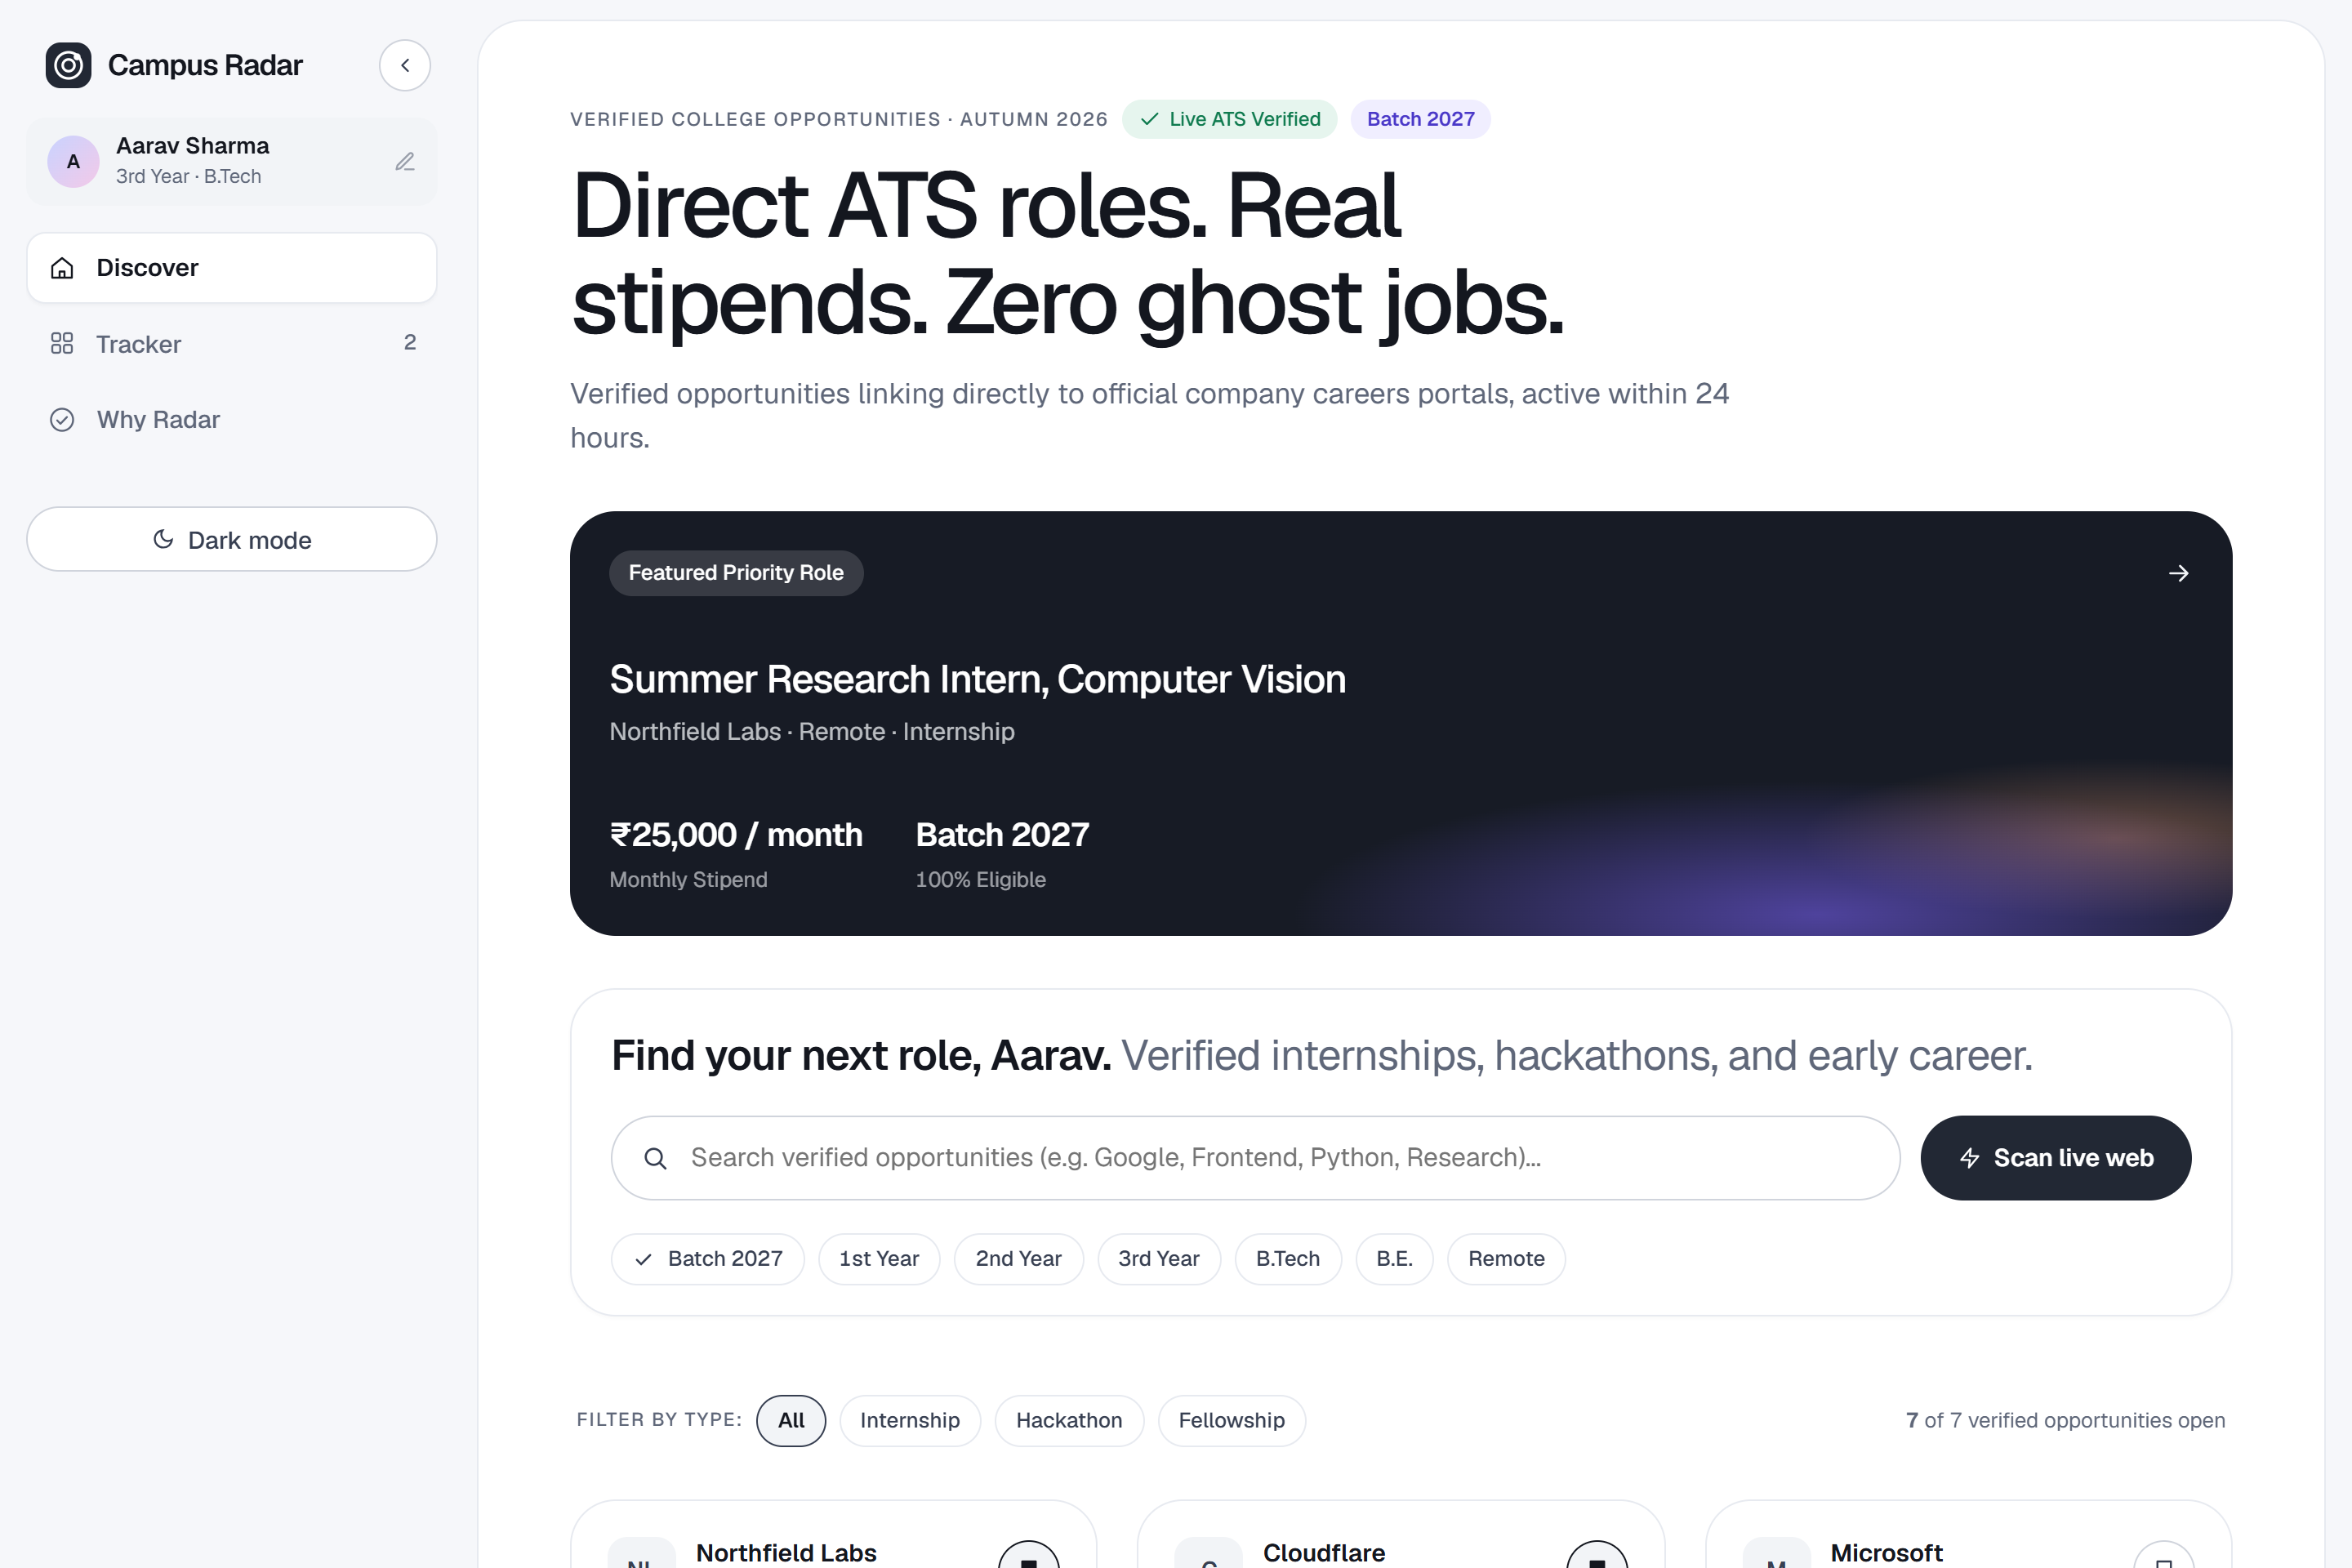 Campus Radar
A
Aarav Sharma
3rd Year · B.Tech
Discover
Tracker
2
Why Radar
Dark mode
VERIFIED COLLEGE OPPORTUNITIES · AUTUMN 2026
Live ATS Verified
Batch 2027
Direct ATS roles. Real
stipends. Zero ghost jobs.
Verified opportunities linking directly to official company careers portals, active within 24
hours.
Featured Priority Role
Summer Research Intern, Computer Vision
Northfield Labs · Remote · Internship
₹25,000 / month
Monthly Stipend
Batch 2027
100% Eligible
Find your next role, Aarav. Verified internships, hackathons, and early career.
Search verified opportunities (e.g. Google, Frontend, Python, Research)...
Scan live web
Batch 2027
1st Year
2nd Year
3rd Year
B.Tech
B.E.
Remote
FILTER BY TYPE:
All
Internship
Hackathon
Fellowship
7 of 7 verified opportunities open
Northfield Labs
Cloudflare
Microsoft